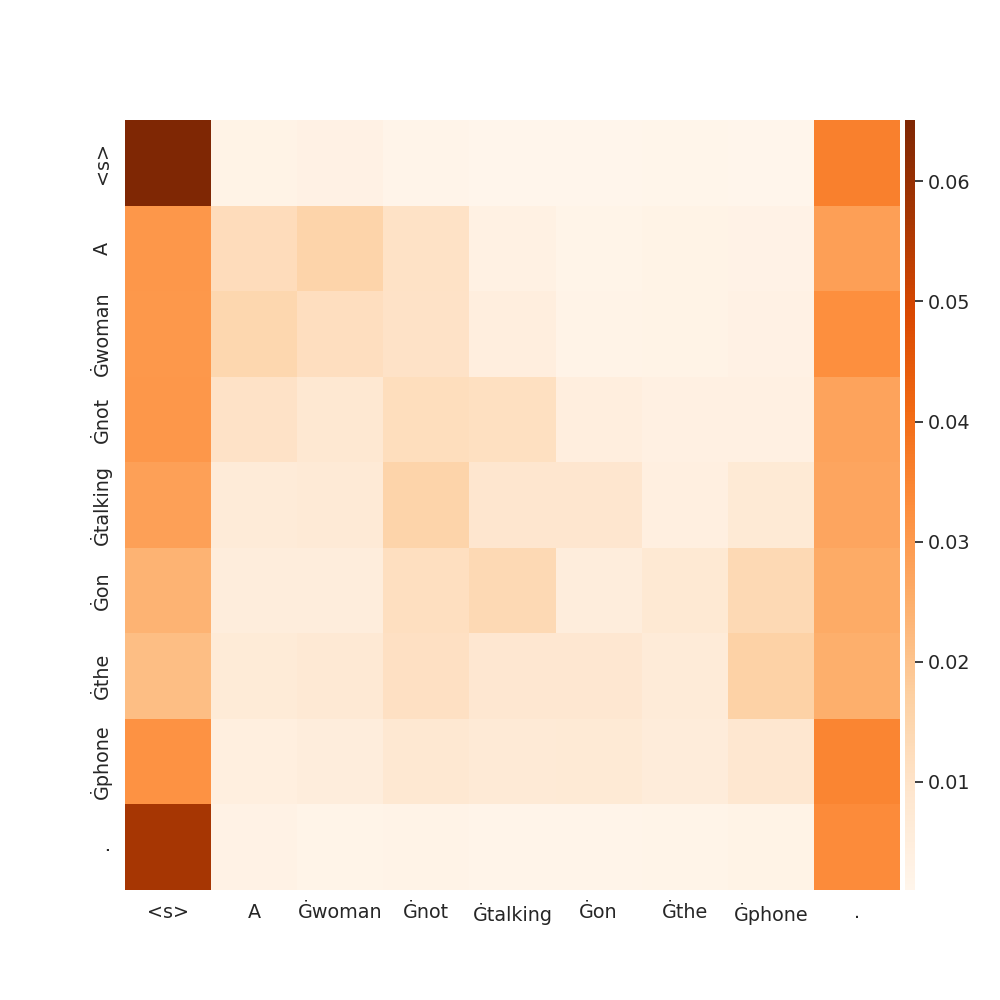 <s>
A
Ġwoman
Ġnot
Ġtalking
Ġon
Ġthe
Ġphone
.
0.06
0.05
0.04
0.03
0.02
0.01
<s> A Ġwoman Ġnot Ġtalking Ġon Ġthe Ġphone .